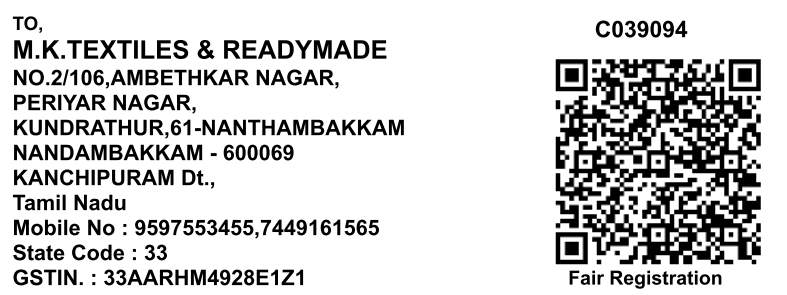 TO,
M.K.TEXTILES & READYMADE
NO.2/106,AMBETHKAR NAGAR,
PERIYAR NAGAR,
KUNDRATHUR,61-NANTHAMBAKKAM
NANDAMBAKKAM - 600069
KANCHIPURAM Dt.,
Tamil Nadu
Mobile No : 9597553455,7449161565
State Code : 33
GSTIN. : 33AARHM4928E1Z1
C039094
Fair Registration